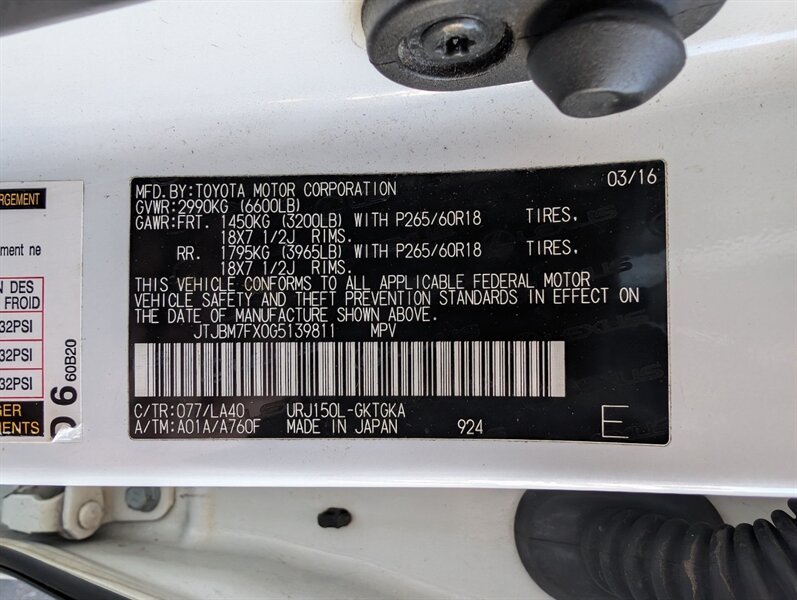 MFD. BY: TOYOTA MOTOR CORPORATION 03/16
GVWR: 2990KG (6600LB)
GAWR: FRT. 1450KG (3200LB) WITH P265/60R18 TIRES,
18X7 1/2J RIMS.
RR. 1795KG (3965LB) WITH P265/60R18 TIRES,
18X7 1/2J RIMS.
THIS VEHICLE CONFORMS TO ALL APPLICABLE FEDERAL MOTOR
VEHICLE SAFETY AND THEFT PREVENTION STANDARDS IN EFFECT ON
THE DATE OF MANUFACTURE SHOWN ABOVE.
JTJBM7FX0G5139811 MPV
C/TR: 077/LA40 URJ150L-GKTGKA
A/TM: A01A/A760F MADE IN JAPAN 924 E
ment ne
N DES
FROID
32PSI
32PSI
32PSI
GER
MENTS
6 60B20